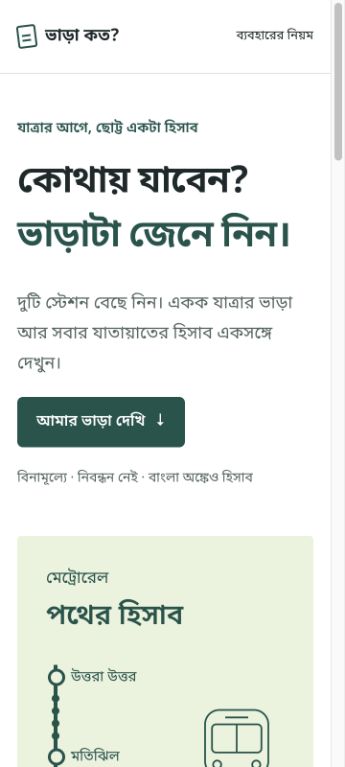 ভাড়া কত?
ব্যবহারের নিয়ম
যাত্রার আগে, ছোট্ট একটা হিসাব
কোথায় যাবেন?
ভাড়াটা জেনে নিন।
দুটি স্টেশন বেছে নিন। একক যাত্রার ভাড়া
আর সবার যাতায়াতের হিসাব একসঙ্গে
দেখুন।
আমার ভাড়া দেখি ↓
বিনামূল্যে · নিবন্ধন নেই · বাংলা অঙ্কেও হিসাব
মেট্রোরেল
পথের হিসাব
উত্তরা উত্তর
মতিঝিল